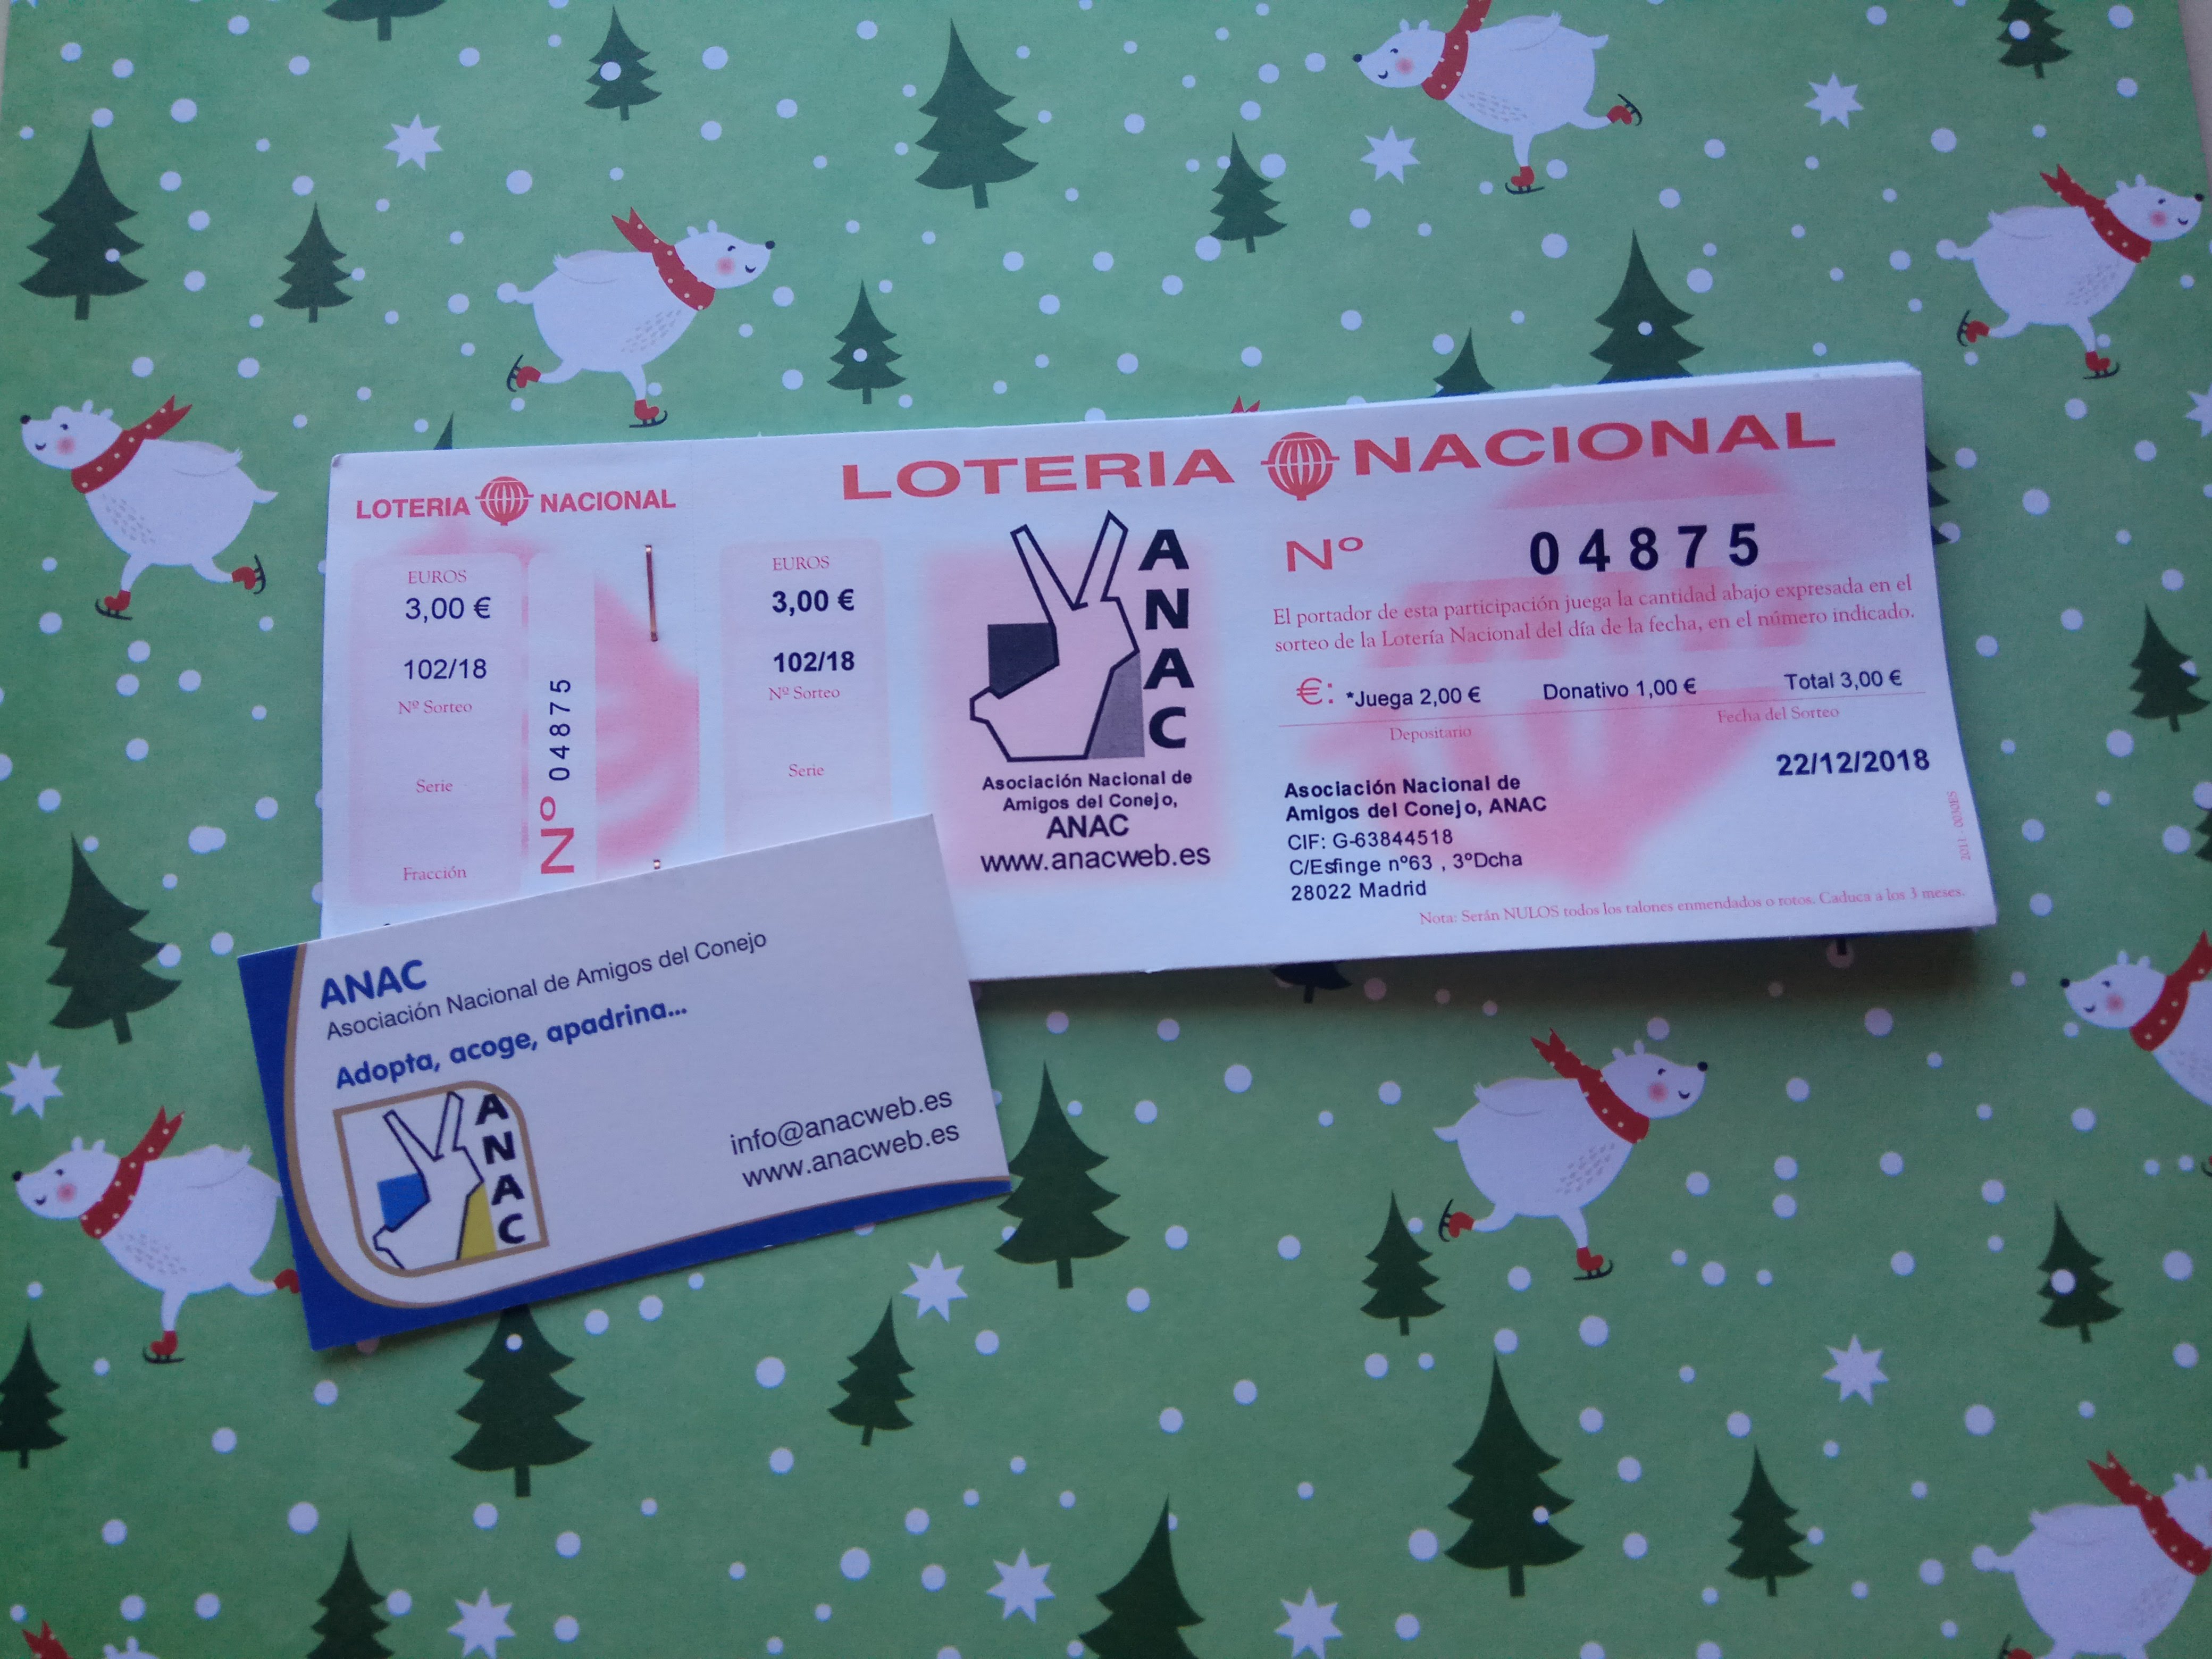 LOTERIA NACIONAL
EUROS
3,00 €
102/18
Nº Sorteo
Serie
Fracción
Nº 04875
EUROS
3,00 €
102/18
Nº Sorteo
Serie
LOTERIA NACIONAL
ANAC
Asociación Nacional de
Amigos del Conejo,
ANAC
www.anacweb.es
Nº 04875
El portador de esta participación juega la cantidad abajo expresada en el
sorteo de la Lotería Nacional del día de la fecha, en el número indicado.
€: *Juega 2,00 € Donativo 1,00 € Total 3,00 €
Depositario
Fecha del Sorteo
22/12/2018
Asociación Nacional de
Amigos del Conejo, ANAC
CIF: G-63844518
C/Esfinge nº63 , 3ºDcha
28022 Madrid
Nota: Serán NULOS todos los talones enmendados o rotos. Caduca a los 3 meses.
ANAC
Asociación Nacional de Amigos del Conejo
Adopta, acoge, apadrina...
ANAC
info@anacweb.es
www.anacweb.es